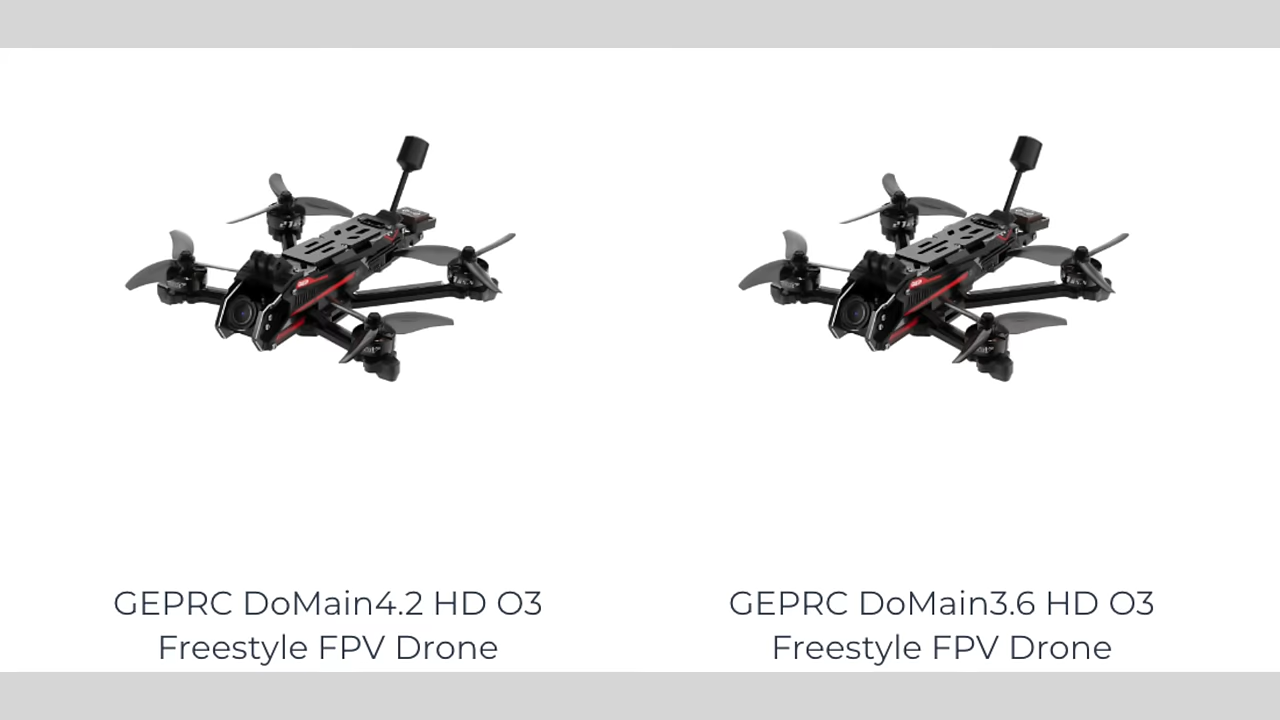 GEPRC DoMain4.2 HD O3
Freestyle FPV Drone
GEPRC DoMain3.6 HD O3
Freestyle FPV Drone